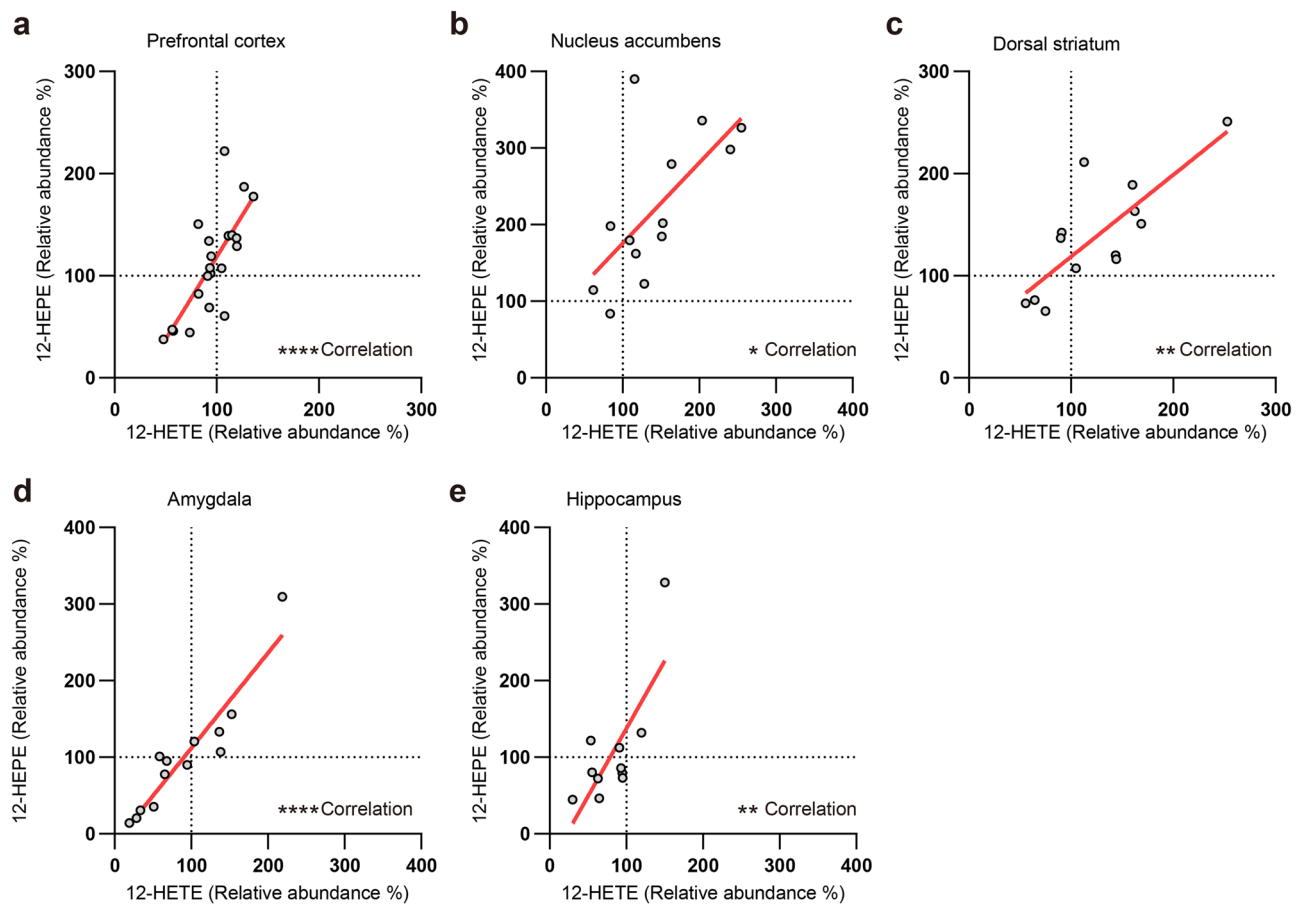 a
Prefrontal cortex
12-HEPE (Relative abundance %)
300
200
100
0
****Correlation
0 100 200 300
12-HETE (Relative abundance %)
b
Nucleus accumbens
12-HEPE (Relative abundance %)
400
300
200
100
0
* Correlation
0 100 200 300 400
12-HETE (Relative abundance %)
c
Dorsal striatum
12-HEPE (Relative abundance %)
300
200
100
0
** Correlation
0 100 200 300
12-HETE (Relative abundance %)
d
Amygdala
12-HEPE (Relative abundance %)
400
300
200
100
0
****Correlation
0 100 200 300 400
12-HETE (Relative abundance %)
e
Hippocampus
12-HEPE (Relative abundance %)
400
300
200
100
0
** Correlation
0 100 200 300 400
12-HETE (Relative abundance %)